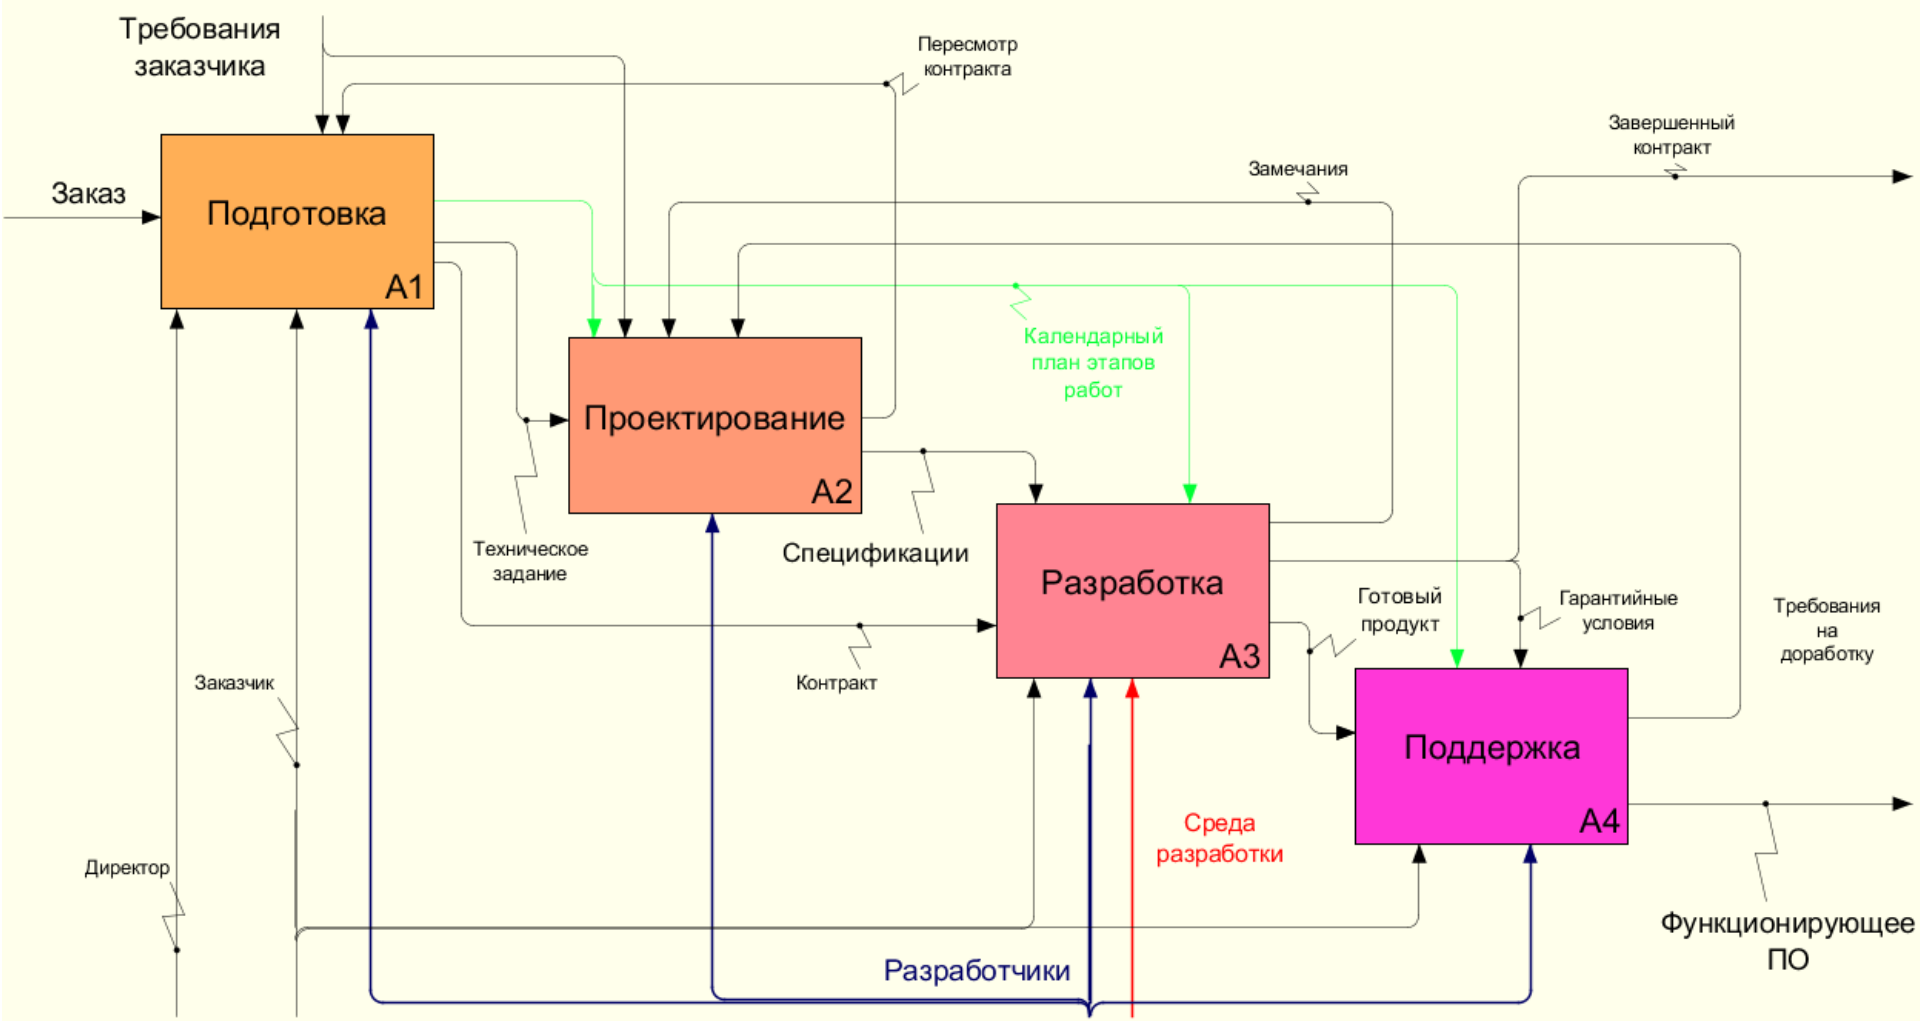 Требования
заказчика
Пересмотр
контракта
Завершенный
контракт
Замечания
Заказ
Подготовка
A1
Календарный
план этапов
работ
Проектирование
A2
Техническое
задание
Спецификации
Разработка
A3
Готовый
продукт
Гарантийные
условия
Требования
на
доработку
Контракт
Заказчик
Поддержка
A4
Среда
разработки
Директор
Функционирующее
ПО
Разработчики